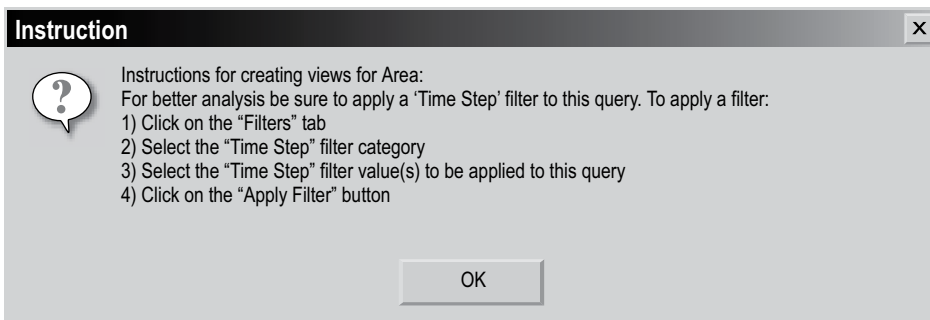 Instruction
X
?
Instructions for creating views for Area:
For better analysis be sure to apply a ‘Time Step’ filter to this query. To apply a filter:
1) Click on the “Filters” tab
2) Select the “Time Step” filter category
3) Select the “Time Step” filter value(s) to be applied to this query
4) Click on the “Apply Filter” button
OK